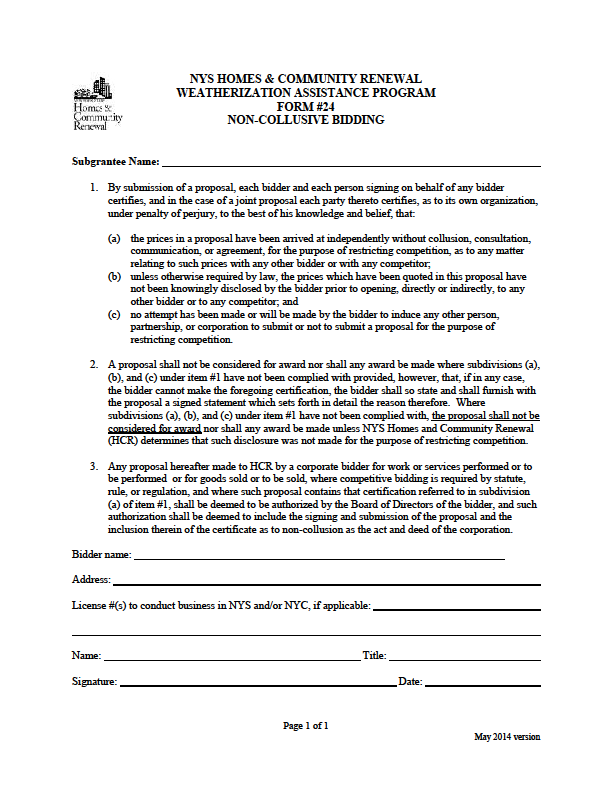 NYS HOMES & COMMUNITY RENEWAL
WEATHERIZATION ASSISTANCE PROGRAM
FORM #24
NON-COLLUSIVE BIDDING
Homes &
Community
Renewal
Subgrantee Name:
1. By submission of a proposal, each bidder and each person signing on behalf of any bidder
certifies, and in the case of a joint proposal each party thereto certifies, as to its own organization,
under penalty of perjury, to the best of his knowledge and belief, that:
(a) the prices in a proposal have been arrived at independently without collusion, consultation,
communication, or agreement, for the purpose of restricting competition, as to any matter
relating to such prices with any other bidder or with any competitor;
(b) unless otherwise required by law, the prices which have been quoted in this proposal have
not been knowingly disclosed by the bidder prior to opening, directly or indirectly, to any
other bidder or to any competitor; and
(c) no attempt has been made or will be made by the bidder to induce any other person,
partnership, or corporation to submit or not to submit a proposal for the purpose of
restricting competition.
2. A proposal shall not be considered for award nor shall any award be made where subdivisions (a),
(b), and (c) under item #1 have not been complied with provided, however, that, if in any case,
the bidder cannot make the foregoing certification, the bidder shall so state and shall furnish with
the proposal a signed statement which sets forth in detail the reason therefore. Where
subdivisions (a), (b), and (c) under item #1 have not been complied with, the proposal shall not be
considered for award nor shall any award be made unless NYS Homes and Community Renewal
(HCR) determines that such disclosure was not made for the purpose of restricting competition.
3. Any proposal hereafter made to HCR by a corporate bidder for work or services performed or to
be performed or for goods sold or to be sold, where competitive bidding is required by statute,
rule, or regulation, and where such proposal contains that certification referred to in subdivision
(a) of item #1, shall be deemed to be authorized by the Board of Directors of the bidder, and such
authorization shall be deemed to include the signing and submission of the proposal and the
inclusion therein of the certificate as to non-collusion as the act and deed of the corporation.
Bidder name:
Address:
License #(s) to conduct business in NYS and/or NYC, if applicable:
Name: Title:
Signature: Date:
Page 1 of 1
May 2014 version